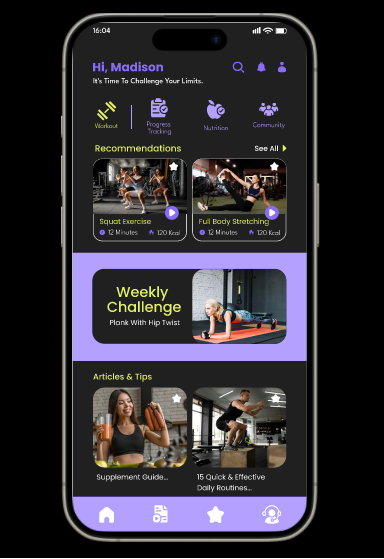 16:04
Hi, Madison
It's Time To Challenge Your Limits.
Workout
Progress
Tracking
Nutrition
Community
Recommendations
See All
Squat Exercise
12 Minutes
120 Kcal
Full Body Stretching
12 Minutes
120 Kcal
Weekly
Challenge
Plank With Hip Twist
Articles & Tips
Supplement Guide...
15 Quick & Effective
Daily Routines...